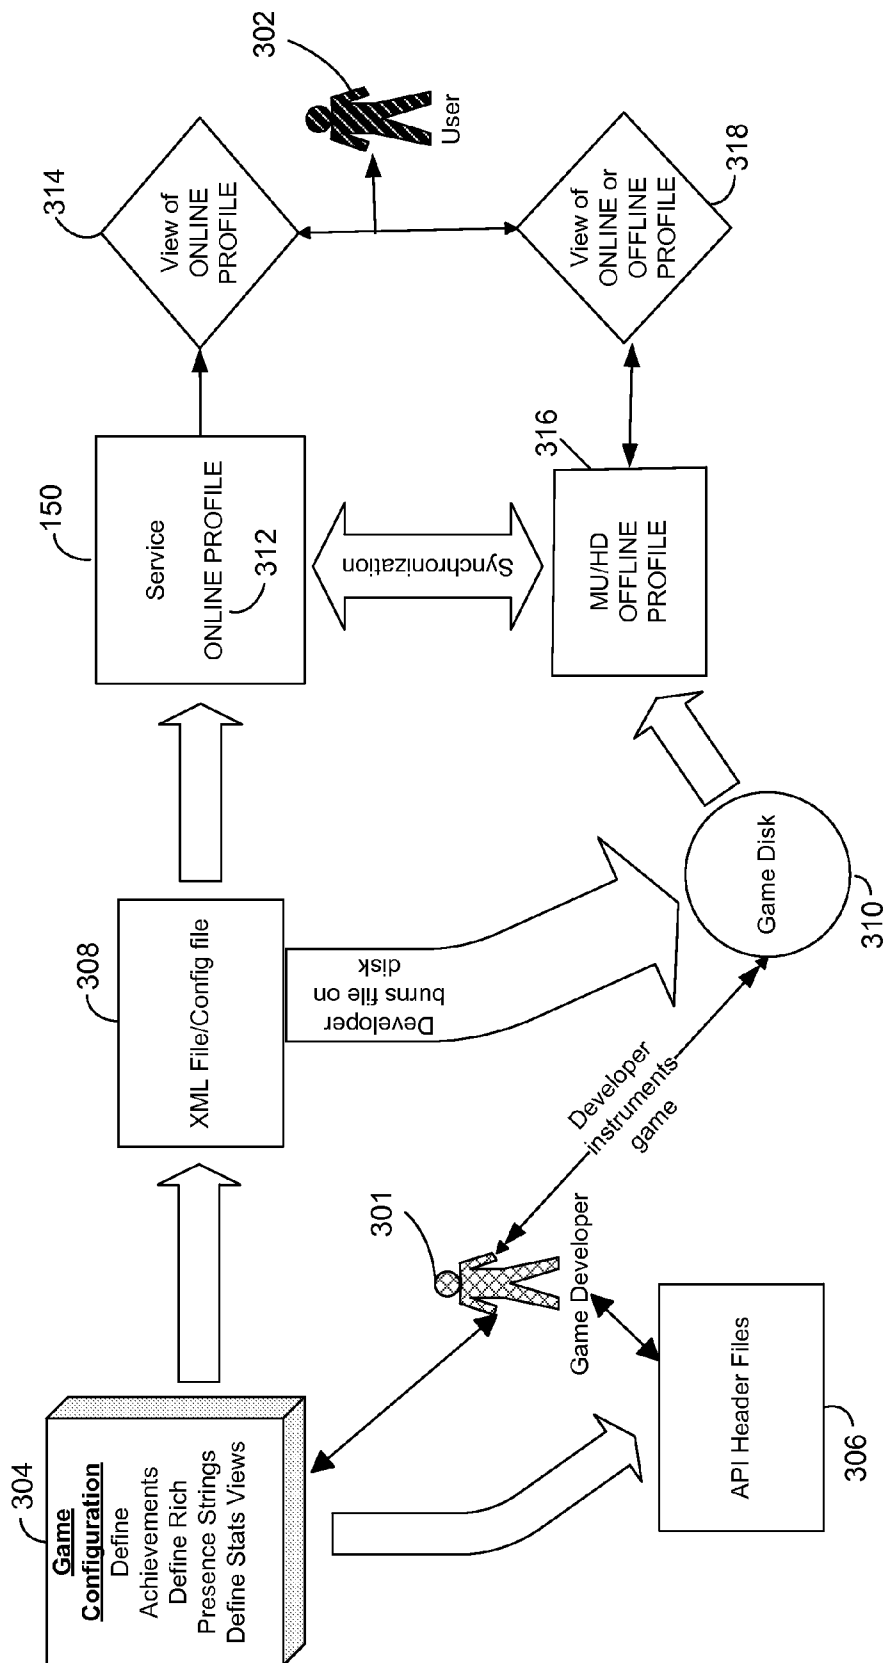 304
Game
Configuration
Define
Achievements
Define Rich
Presence Strings
Define Stats Views
308
XML File/Config file
150
Service
ONLINE PROFILE
312
314
View of
ONLINE
PROFILE
302
User
Developer
burns file on
disk
Synchronization
301
Game Developer
Developer
instruments
game
316
MU/HD
OFFLINE
PROFILE
View of
ONLINE or
OFFLINE
PROFILE
318
API Header Files
306
Game Disk
310